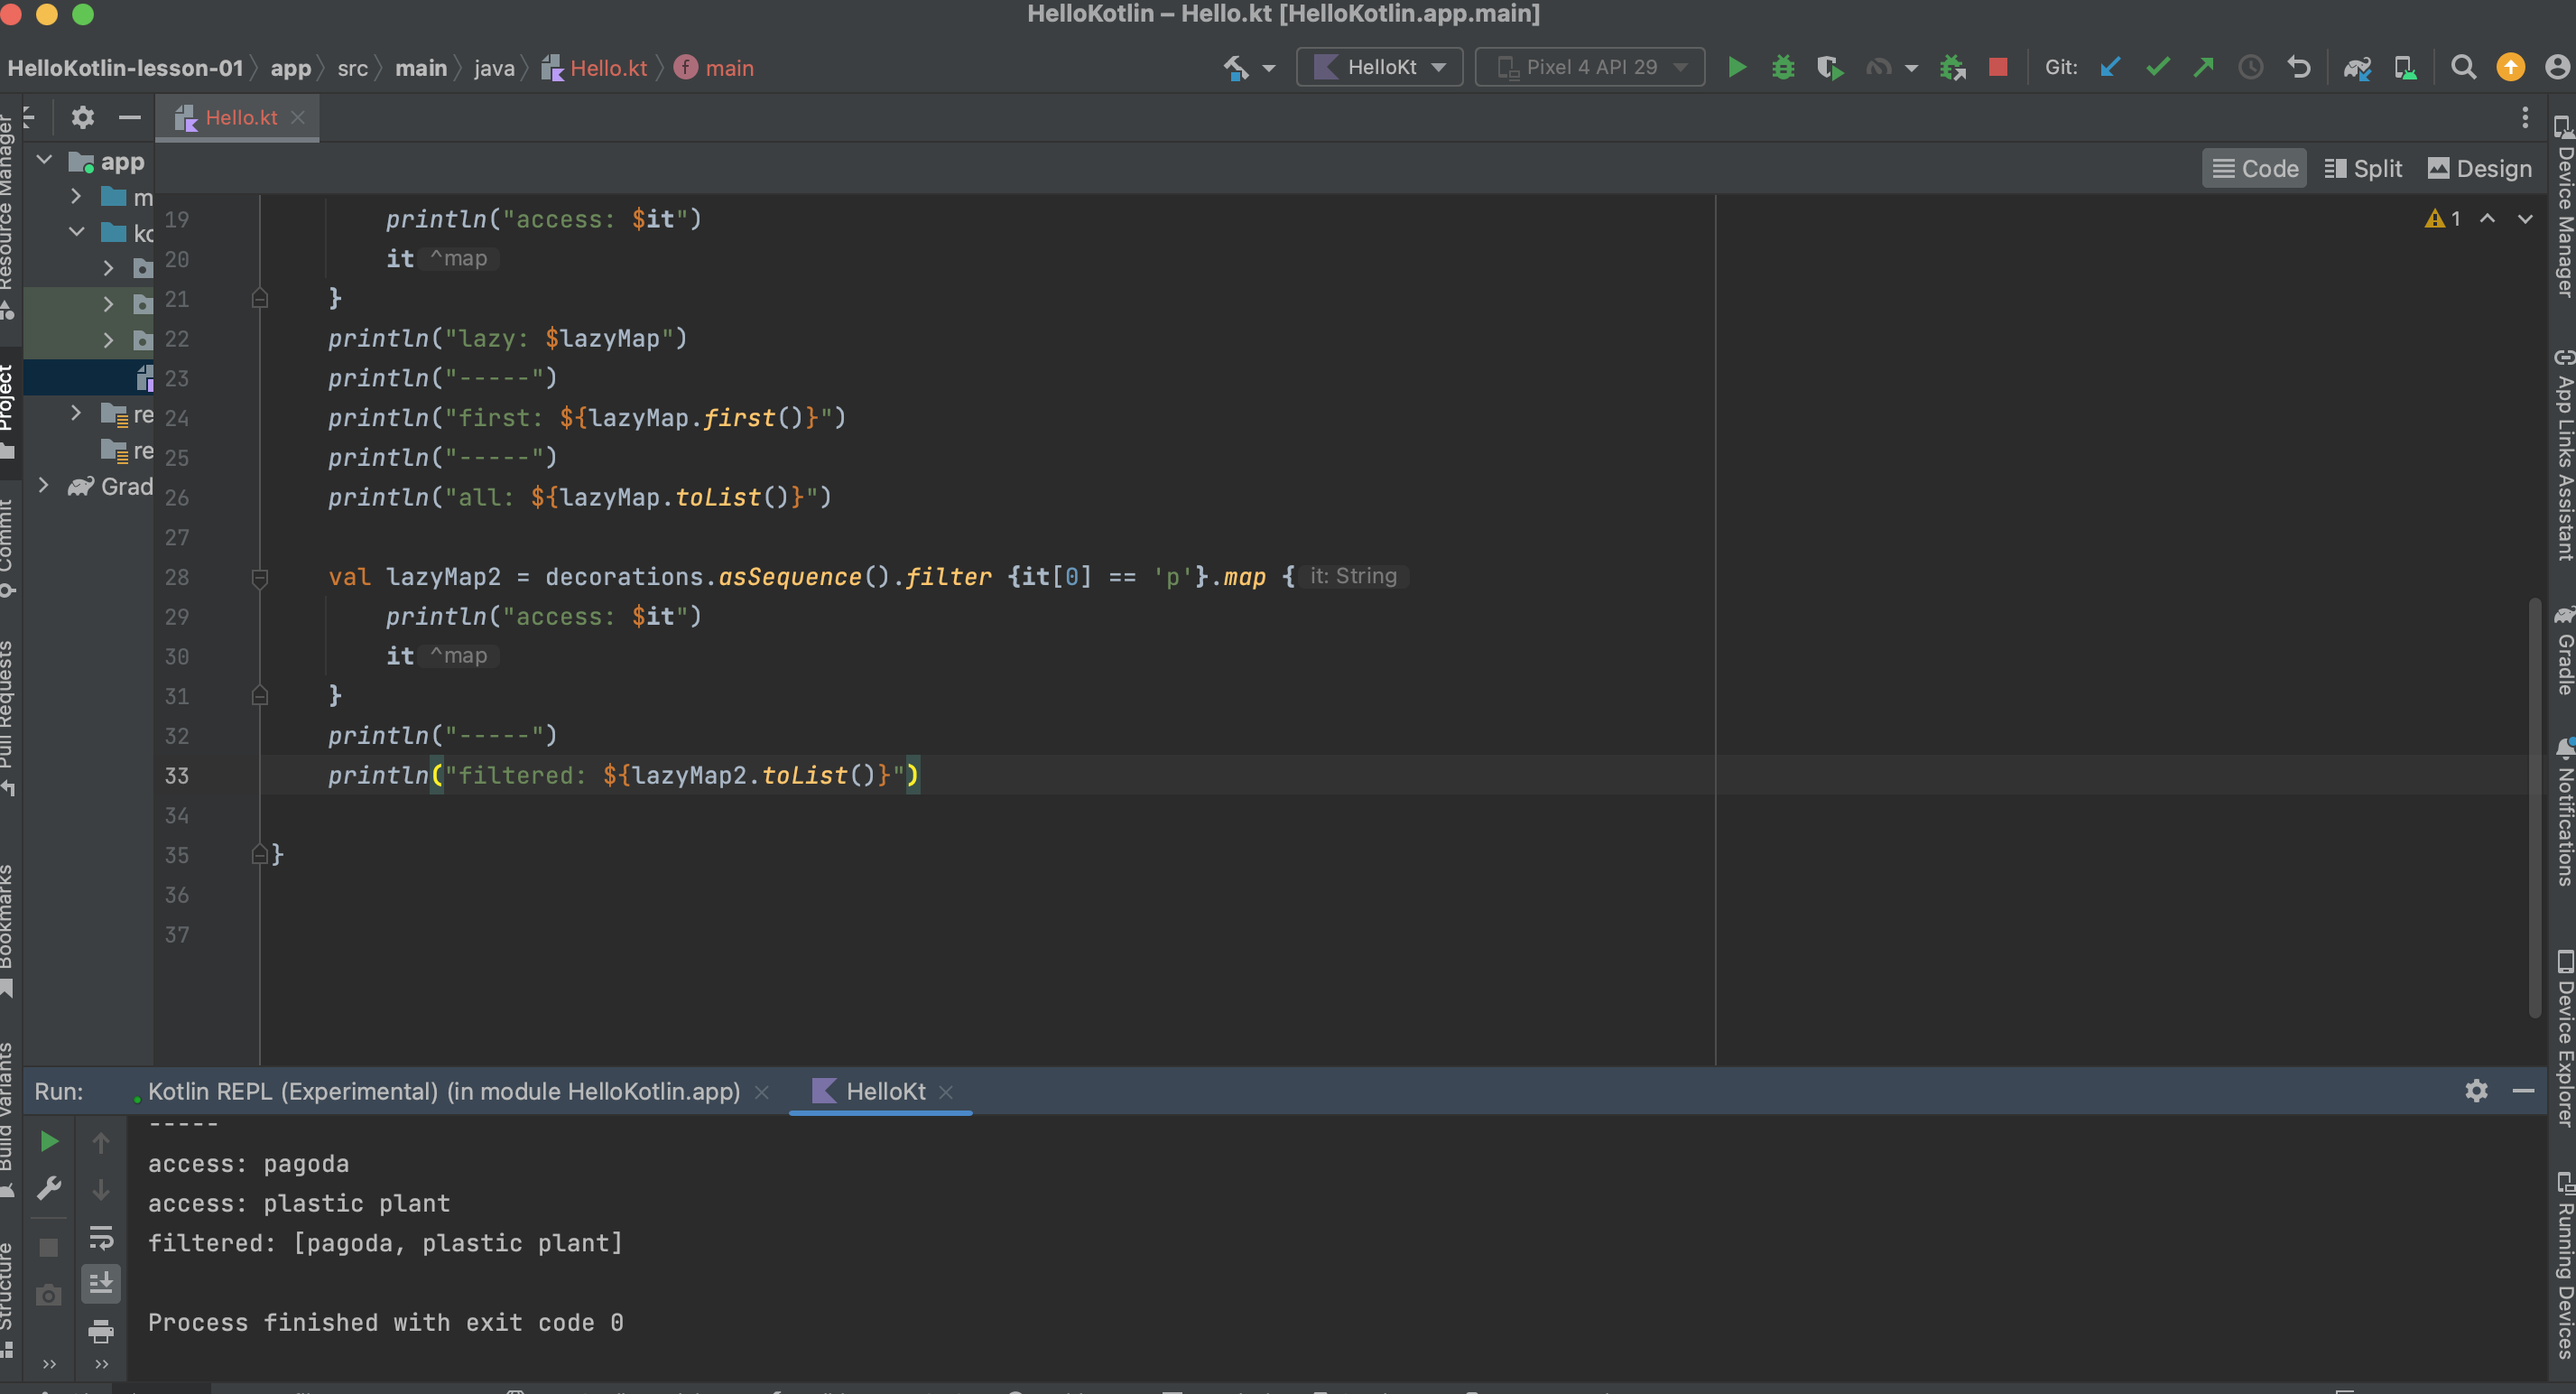 HelloKotlin – Hello.kt [HelloKotlin.app.main]
HelloKotlin-lesson-01 app src main java Hello.kt f main HelloKt Pixel 4 API 29 Git:
Hello.kt
Code Split Design
Resource Manager
Project
Commit
Pull Requests
Bookmarks
Build Variants
Structure
app
m
re
re
Grad
19 println("access: $it")
20 it ^map
21 }
22 println("lazy: $lazyMap")
23 println("-----")
24 println("first: ${lazyMap.first()}")
25 println("-----")
26 println("all: ${lazyMap.toList()}")
27
28 val lazyMap2 = decorations.asSequence().filter {it[0] == 'p'}.map { it: String
29 println("access: $it")
30 it ^map
31 }
32 println("-----")
33 println("filtered: ${lazyMap2.toList()}")
34
35 }
36
37
1
Device Manager
App Links Assistant
Gradle
Notifications
Device Explorer
Running Devices
Run: Kotlin REPL (Experimental) (in module HelloKotlin.app) HelloKt
-----
access: pagoda
access: plastic plant
filtered: [pagoda, plastic plant]
Process finished with exit code 0